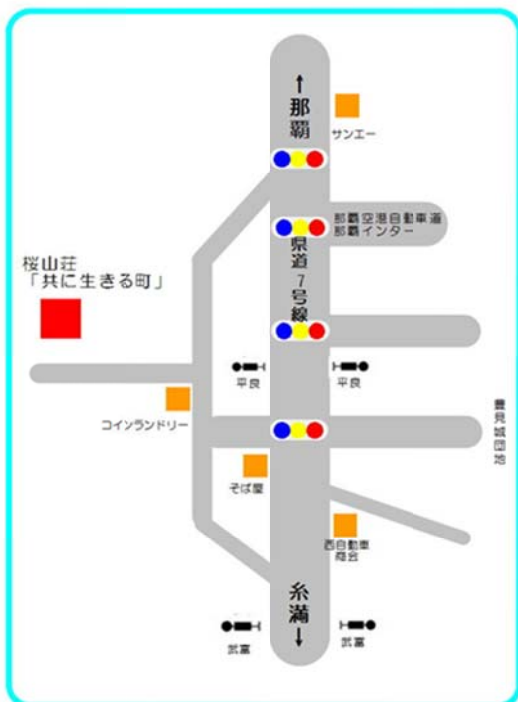 ↑那覇
サンエー
那覇空港自動車道
那覇インター
県道7号線
桜山荘
「共に生きる町」
平良
平良
コインランドリー
豊見城団地
そば屋
西自動車
商会
糸満↓
武富
武富